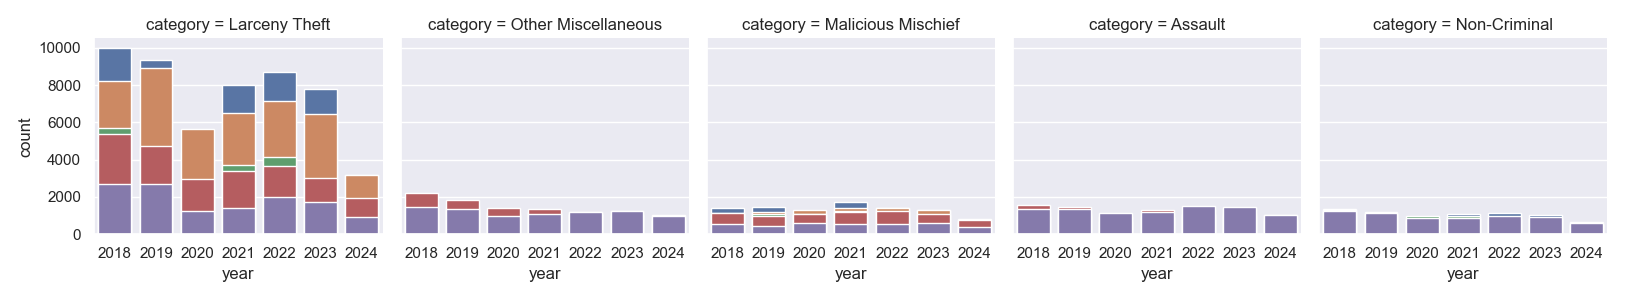 category = Larceny Theft
category = Other Miscellaneous
category = Malicious Mischief
category = Assault
category = Non-Criminal
10000
8000
6000
4000
2000
0
count
2018 2019 2020 2021 2022 2023 2024
2018 2019 2020 2021 2022 2023 2024
2018 2019 2020 2021 2022 2023 2024
2018 2019 2020 2021 2022 2023 2024
2018 2019 2020 2021 2022 2023 2024
year
year
year
year
year